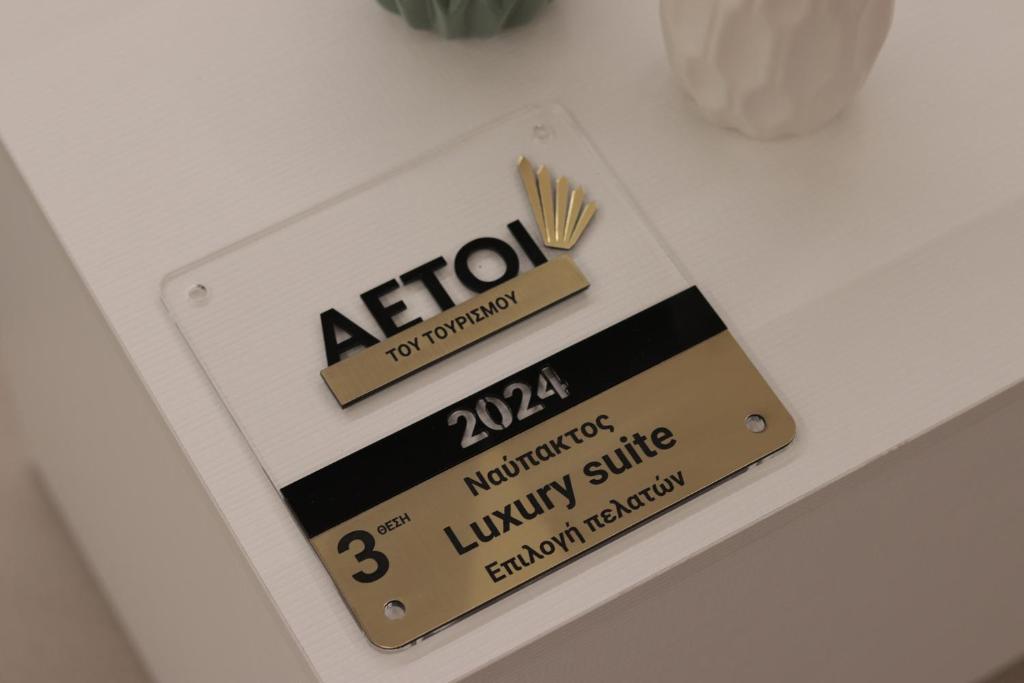 ΑΕΤΟΙ
ΤΟΥ ΤΟΥΡΙΣΜΟΥ
2024
Ναύπακτος
Luxury suite
Επιλογή πελατών
3 ΘΕΣΗ